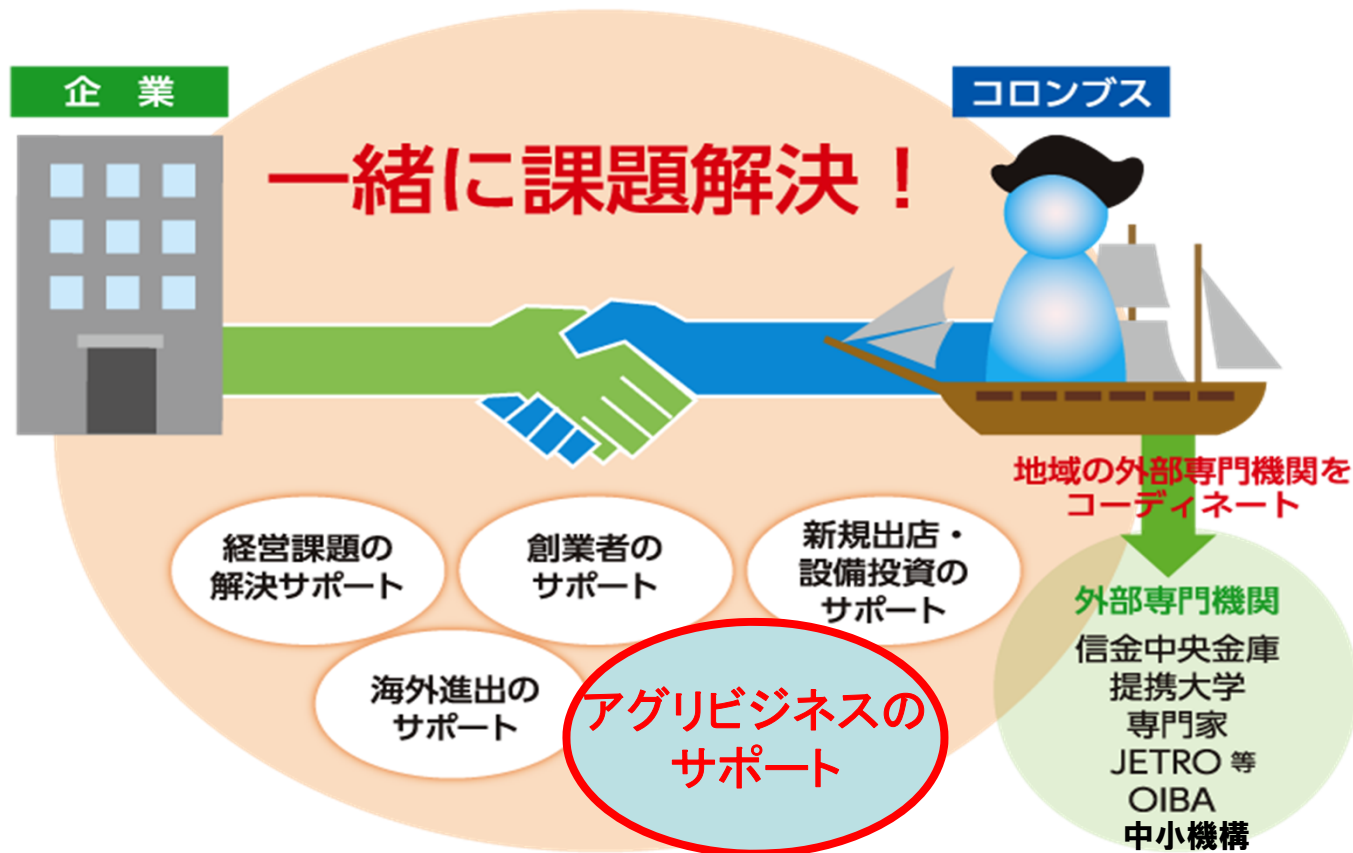 企　業
コロンブス
一緒に課題解決！
地域の外部専門機関を
コーディネート
経営課題の
解決サポート
創業者の
サポート
新規出店・
設備投資の
サポート
海外進出の
サポート
アグリビジネスの
サポート
外部専門機関
信金中央金庫
提携大学
専門家
JETRO 等
OIBA
中小機構